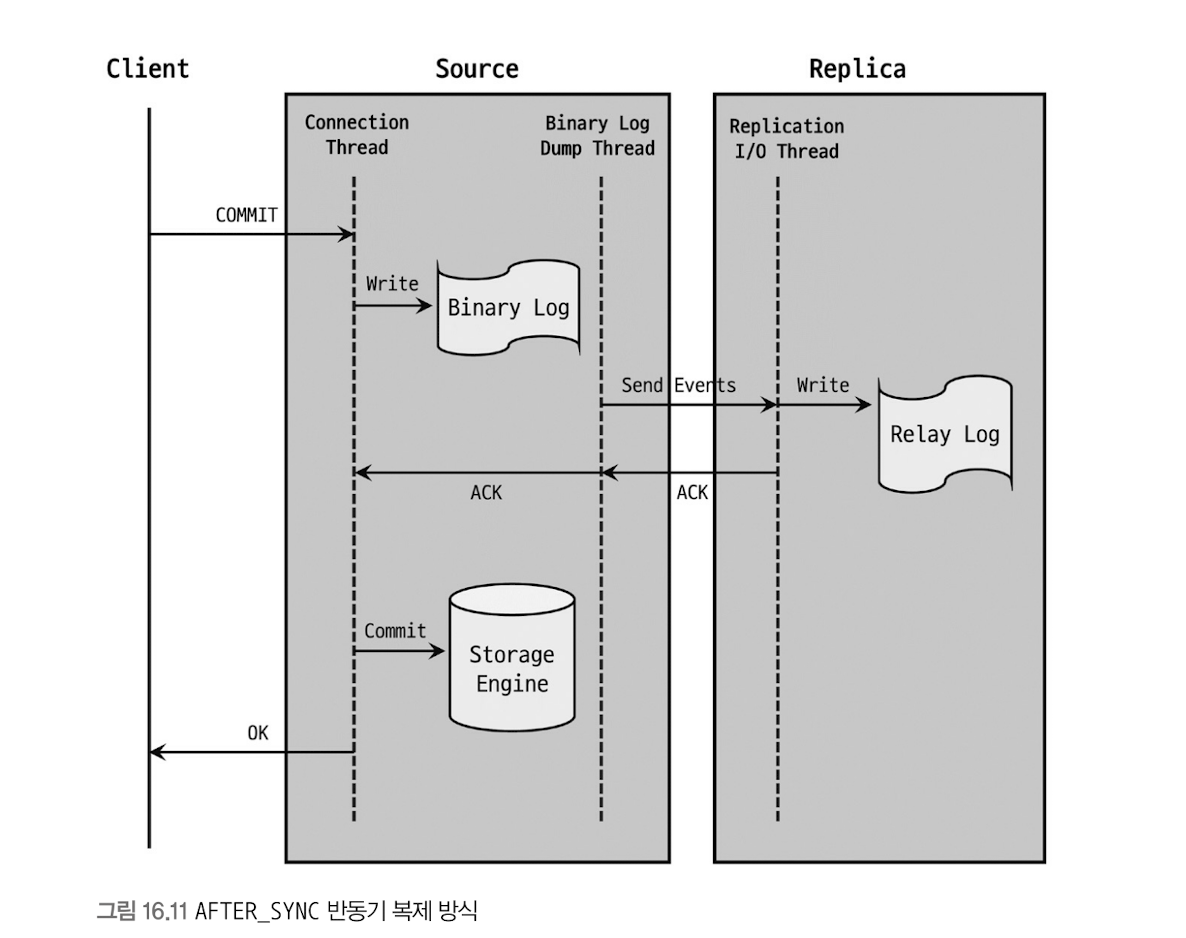 Client
Source
Replica
Connection
Thread
Binary Log
Dump Thread
Replication
I/O Thread
COMMIT
Write
Binary Log
Send Events
Write
Relay Log
ACK
ACK
Commit
Storage
Engine
OK
그림 16.11 AFTER_SYNC 반동기 복제 방식